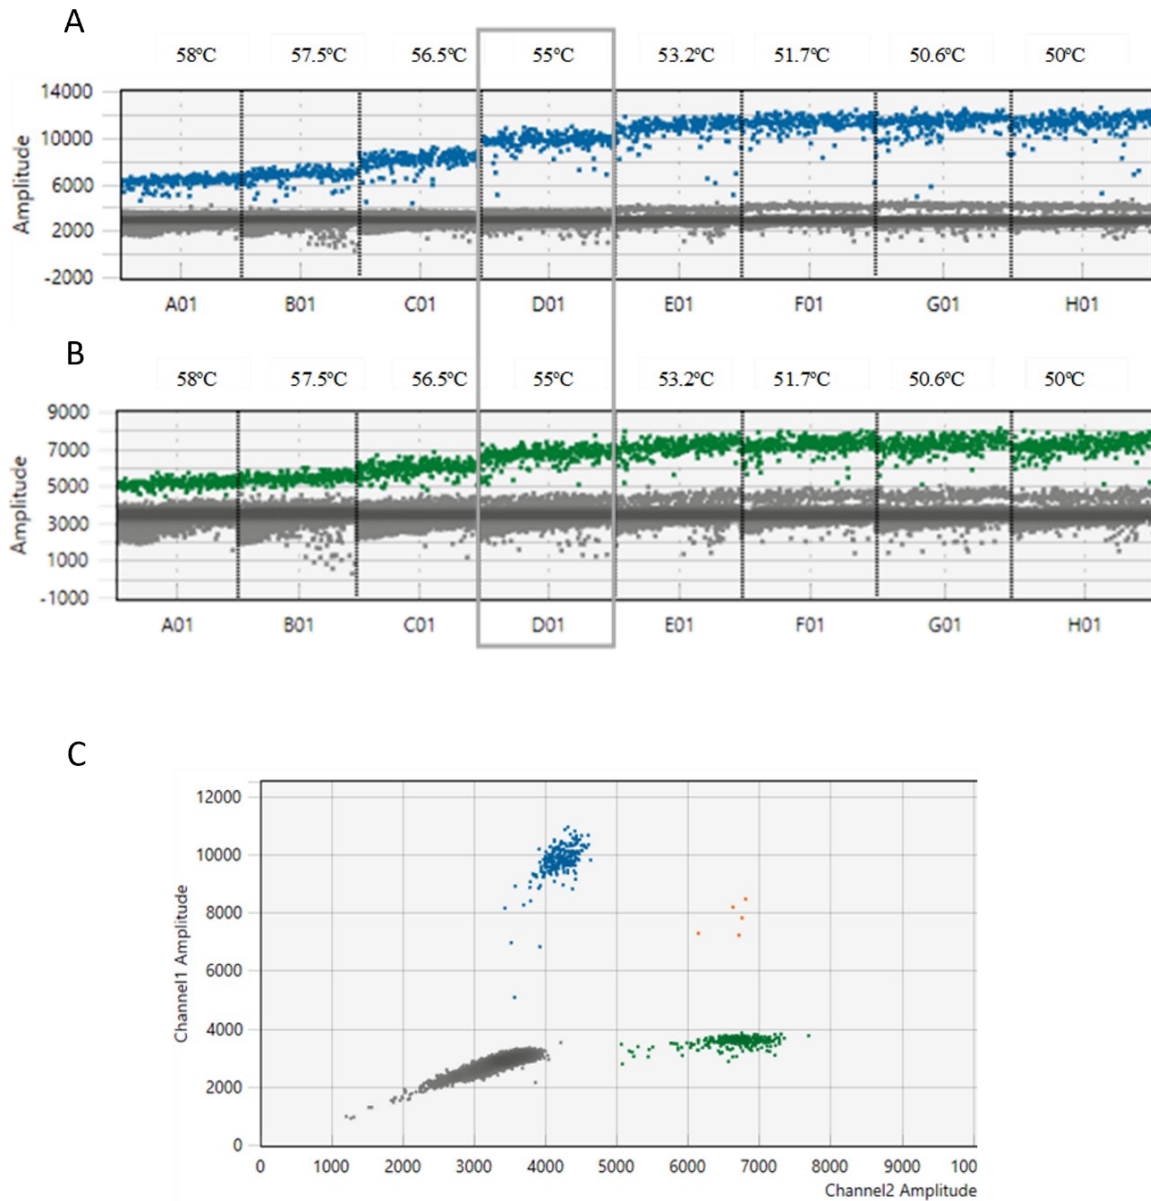 A
58ºC 57.5ºC 56.5ºC 55ºC 53.2ºC 51.7ºC 50.6ºC 50ºC
14000
10000
6000
2000
-2000
Amplitude
A01 B01 C01 D01 E01 F01 G01 H01
B
58ºC 57.5ºC 56.5ºC 55ºC 53.2ºC 51.7ºC 50.6ºC 50ºC
9000
7000
5000
3000
1000
-1000
Amplitude
A01 B01 C01 D01 E01 F01 G01 H01
C
12000
10000
8000
6000
4000
2000
0
Channel1 Amplitude
0 1000 2000 3000 4000 5000 6000 7000 8000 9000 100
Channel2 Amplitude